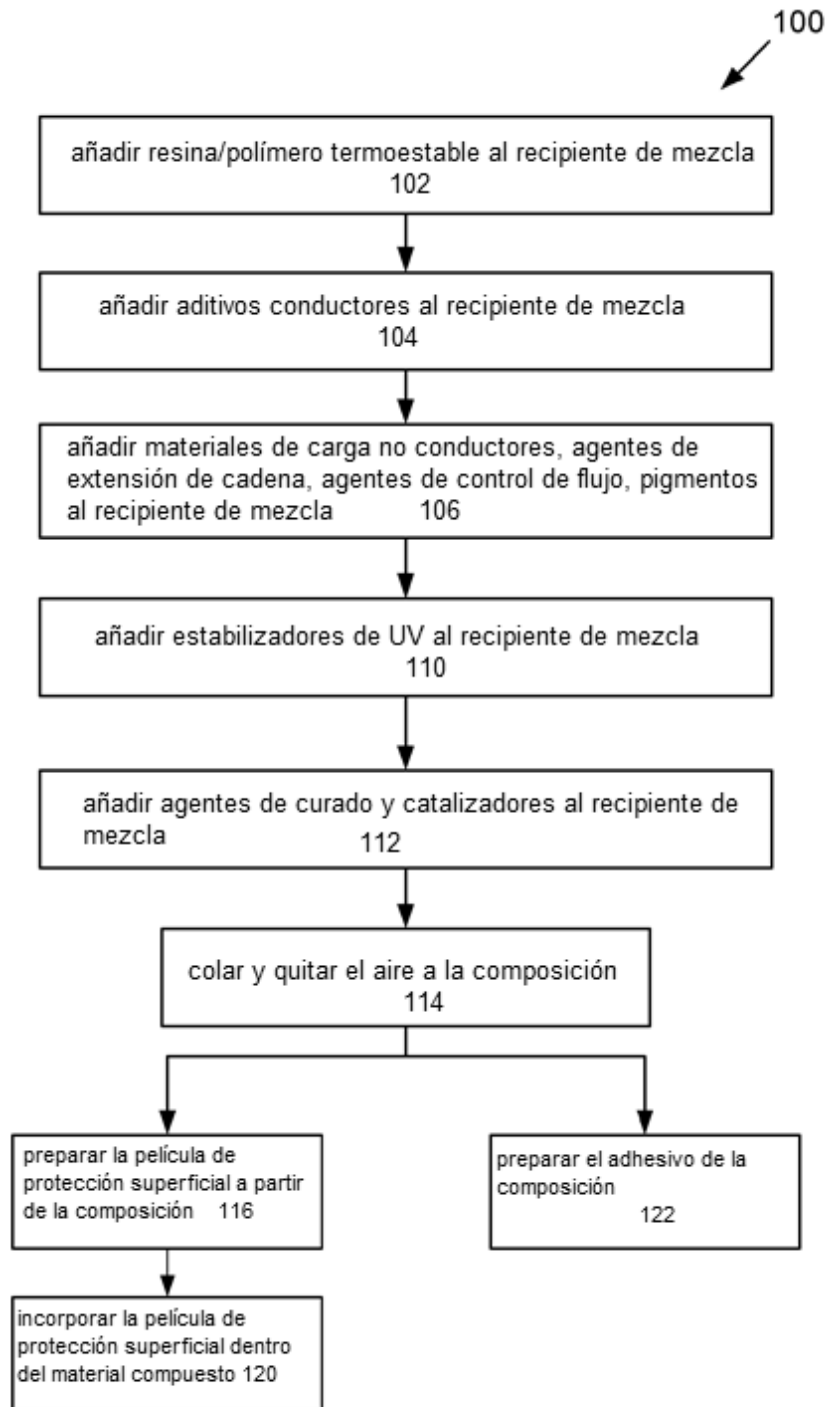 100
añadir resina/polímero termoestable al recipiente de mezcla
102
añadir aditivos conductores al recipiente de mezcla
104
añadir materiales de carga no conductores, agentes de
extensión de cadena, agentes de control de flujo, pigmentos
al recipiente de mezcla 106
añadir estabilizadores de UV al recipiente de mezcla
110
añadir agentes de curado y catalizadores al recipiente de
mezcla 112
colar y quitar el aire a la composición
114
preparar la película de
protección superficial a partir
de la composición 116
preparar el adhesivo de la
composición
122
incorporar la película de
protección superficial dentro
del material compuesto 120